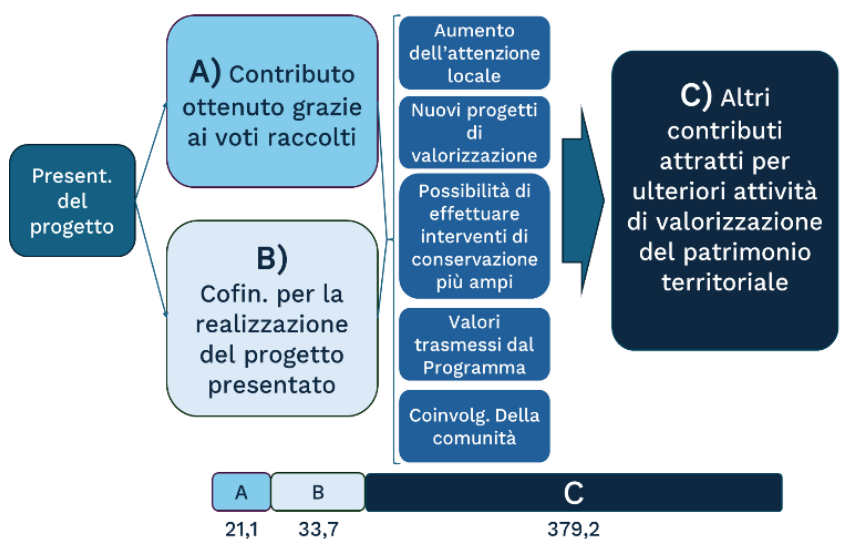 Present.
del
progetto
A) Contributo
ottenuto grazie
ai voti raccolti
B)
Cofin. per la
realizzazione
del progetto
presentato
Aumento
dell'attenzione
locale
Nuovi progetti
di
valorizzazione
Possibilità di
effettuare
interventi di
conservazione
più ampi
Valori
trasmessi dal
Programma
Coinvolg. Della
comunità
C) Altri
contributi
attratti per
ulteriori attività
di valorizzazione
del patrimonio
territoriale
A B C
21,1 33,7 379,2